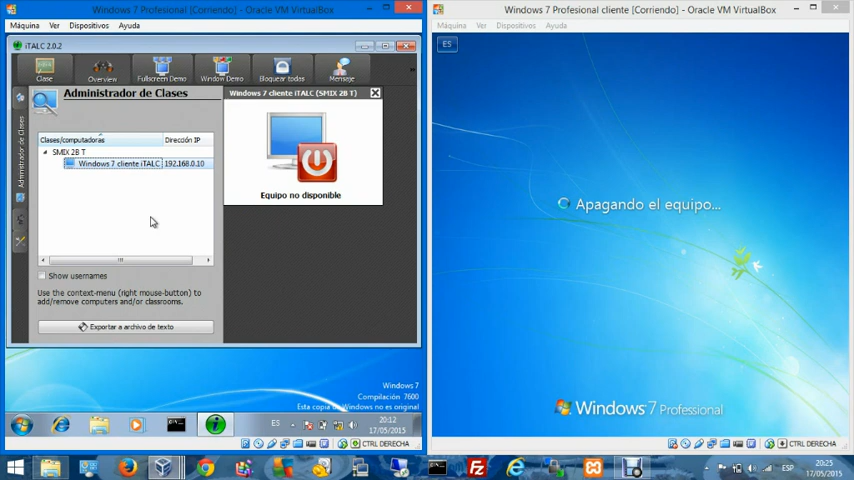 Windows 7 Profesional [Corriendo] - Oracle VM VirtualBox
Máquina Ver Dispositivos Ayuda
iTALC 2.0.2
Clase Overview Fullscreen Demo Window Demo Bloquear todas Mensaje
Administrador de Clases
Administrador de Clases
Clases/computadoras Dirección IP
SMIX 2B T
Windows 7 cliente iTALC 192.168.0.10
Show usernames
Use the context-menu (right mouse-button) to
add/remove computers and/or classrooms.
Exportar a archivo de texto
Windows 7 cliente iTALC (SMIX 2B T)
Equipo no disponible
Windows 7
Compilación 7600
Esta copia de Windows no es original
ES
20:12
17/05/2015
CTRL DERECHA
Windows 7 Profesional cliente [Corriendo] - Oracle VM VirtualBox
Máquina Ver Dispositivos Ayuda
ES
Apagando el equipo...
Windows 7 Professional
CTRL DERECHA
ESP
20:25
17/05/2015